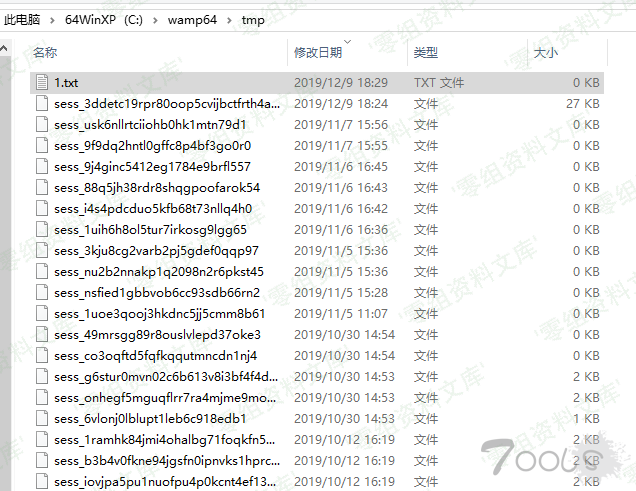 此电脑 > 64WinXP (C:) > wamp64 > tmp
名称 修改日期 类型 大小
1.txt 2019/12/9 18:29 TXT 文件 0 KB
sess_3ddetc19rpr80oop5cvijbctfrth4a... 2019/12/9 18:24 文件 27 KB
sess_usk6nllrtciiohb0hk1mtn79d1 2019/11/7 15:56 文件 0 KB
sess_9f9dq2hntl0gffc8p4bf3go0r0 2019/11/7 15:55 文件 0 KB
sess_9j4ginc5412eg1784e9brfl557 2019/11/6 16:45 文件 0 KB
sess_88q5jh38rdr8shqgpoofarok54 2019/11/6 16:43 文件 0 KB
sess_i4s4pdcduo5kfb68t73nllq4h0 2019/11/6 16:42 文件 0 KB
sess_1uih6h8ol5tur7irkosg9lgg65 2019/11/6 16:36 文件 0 KB
sess_3kju8cg2varb2pj5gdef0qqp97 2019/11/5 15:36 文件 0 KB
sess_nu2b2nnakp1q2098n2r6pkst45 2019/11/5 15:36 文件 0 KB
sess_nsfied1gbbvob6cc93sdb66rn2 2019/11/5 15:28 文件 0 KB
sess_1uoe3qooj3hkdnc5jj5cmm8b61 2019/11/5 11:07 文件 0 KB
sess_49mrsgg89r8ouslvlepd37oke3 2019/10/30 14:54 文件 0 KB
sess_co3oqftd5fqfkqqutmncdn1nj4 2019/10/30 14:54 文件 0 KB
sess_g6stur0mvn02c6b613v8i3bf4f4d... 2019/10/30 14:53 文件 2 KB
sess_onhegf5mguqflrr7ra4mjme9mo... 2019/10/30 14:53 文件 2 KB
sess_6vlonj0lblupt1leb6c918edb1 2019/10/30 14:53 文件 1 KB
sess_1ramhk84jmi4ohalbg71foqkfn5... 2019/10/12 16:19 文件 2 KB
sess_b3b4v0fkne94jgsfn0ipnvks1hprc... 2019/10/12 16:19 文件 2 KB
sess_iovjpa5pu1nuofpu4p0kcnt4ef13... 2019/10/12 16:19 文件 2 KB
'零组资料文库'
7ools